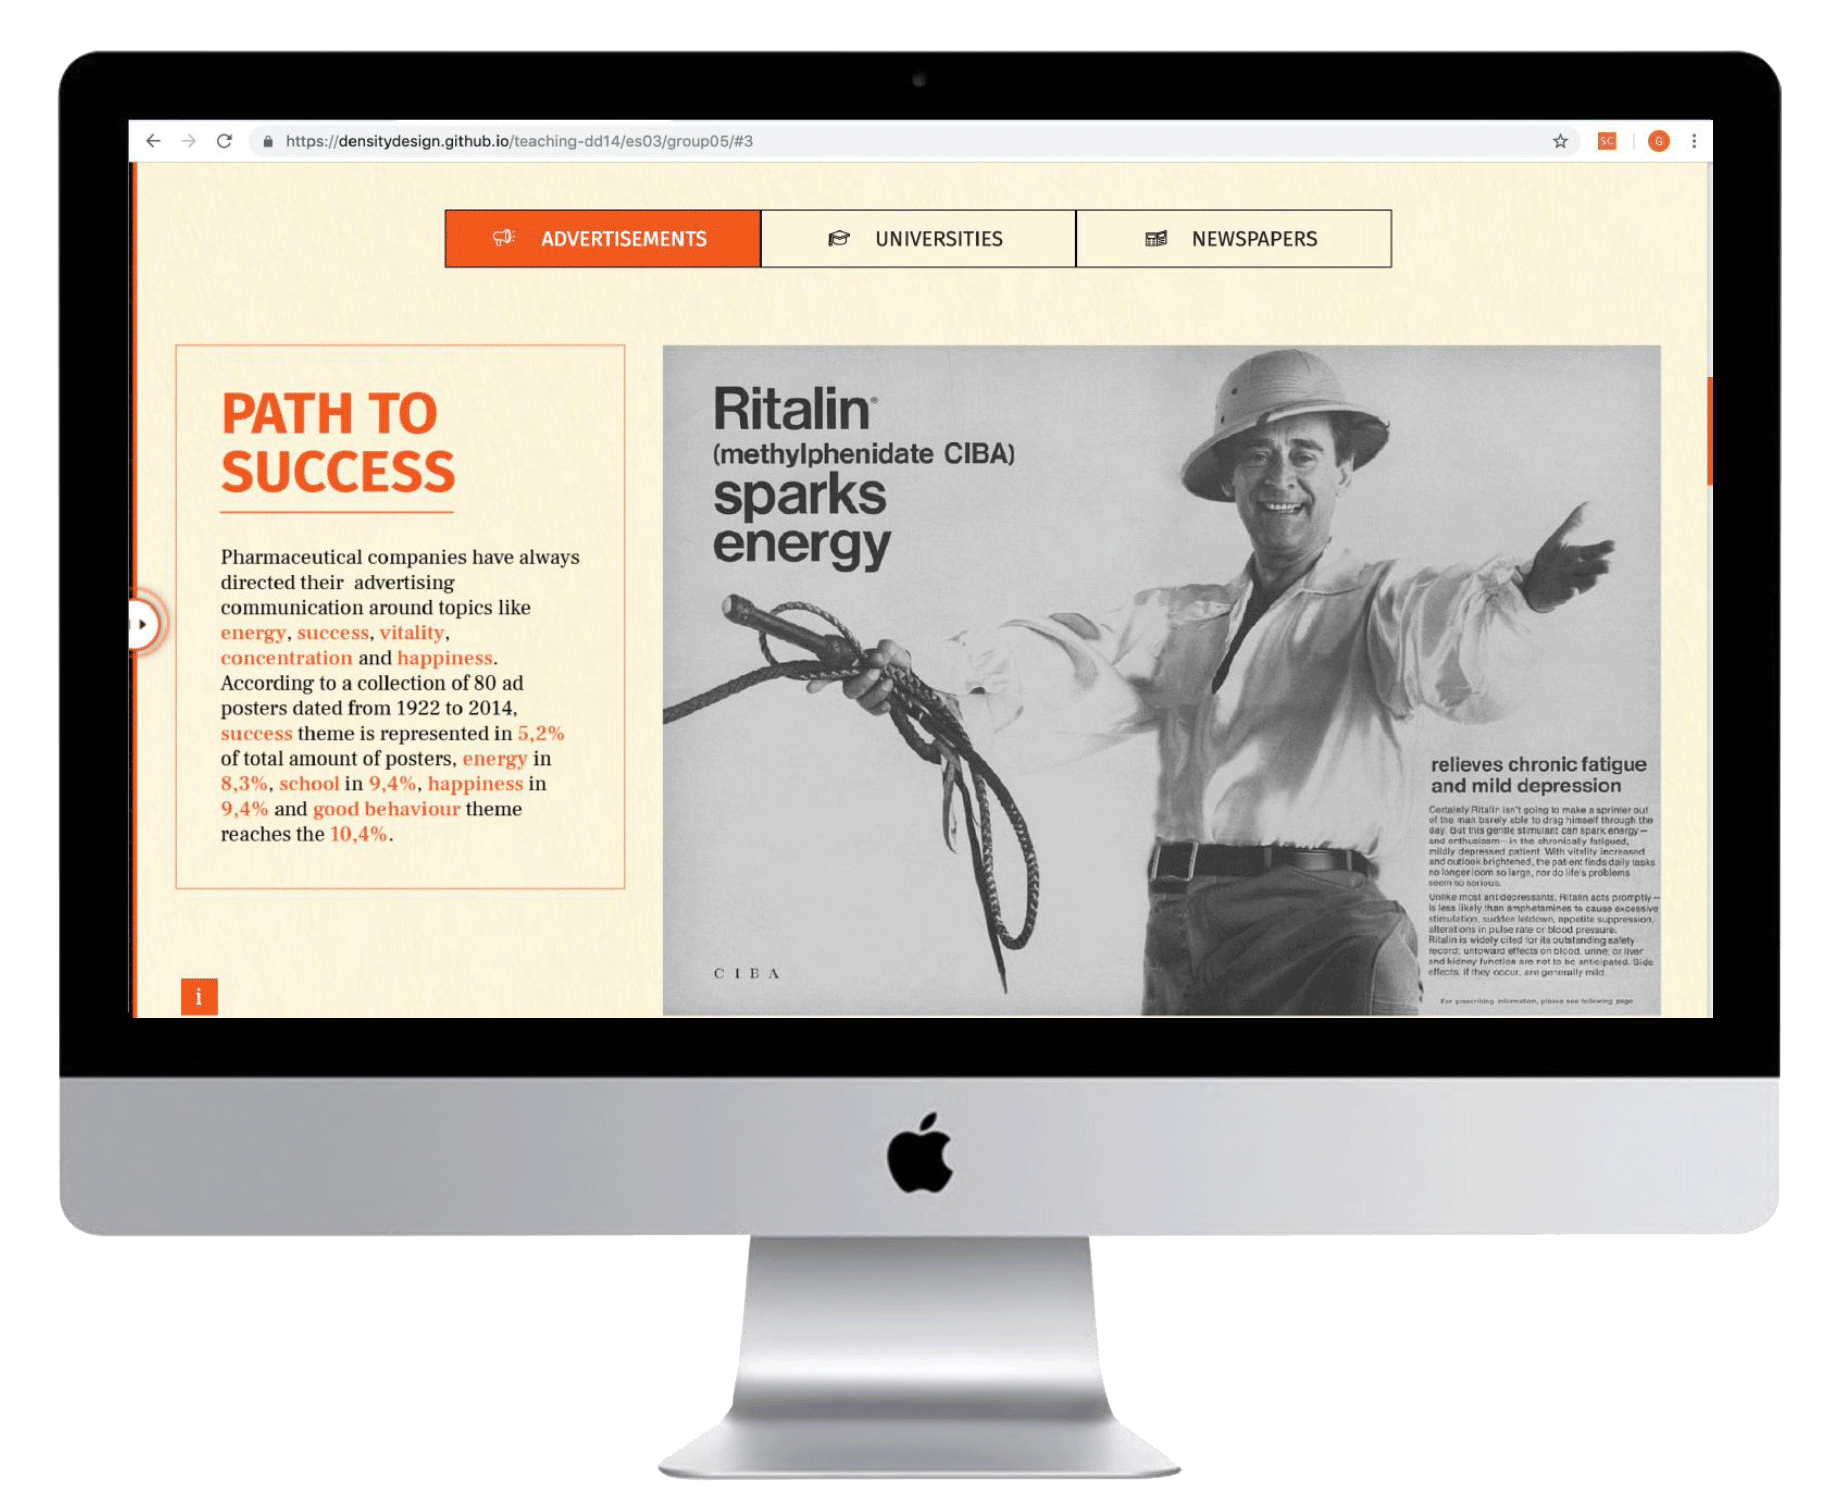 https://densitydesign.github.io/teaching-dd14/es03/group05/#3
SC
G
ADVERTISEMENTS
UNIVERSITIES
NEWSPAPERS
PATH TO
SUCCESS
Pharmaceutical companies have always
directed their advertising
communication around topics like
energy, success, vitality,
concentration and happiness.
According to a collection of 80 ad
posters dated from 1922 to 2014,
success theme is represented in 5,2%
of total amount of posters, energy in
8,3%, school in 9,4%, happiness in
9,4% and good behaviour theme
reaches the 10,4%.
i
Ritalin®
(methylphenidate CIBA)
sparks
energy
relieves chronic fatigue
and mild depression
Certainly Ritalin isn't going to make a sprinter out
of the man barely able to drag himself through the
day. But this gentle stimulant can spark energy—
and enthusiasm—in the chronically fatigued,
mildly depressed patient. With vitality increased
and outlook brightened, the patient finds daily tasks
no longer loom so large, nor do life's problems
seem so serious.
Unlike most antidepressants, Ritalin acts promptly—
is less likely than amphetamines to cause excessive
stimulation, sudden letdown, appetite suppression,
alterations in pulse rate or blood pressure.
Ritalin is widely cited for its outstanding safety
record; untoward effects on blood, urine, or liver
and kidney function are not to be anticipated. Side
effects, if they occur, are generally mild.
For prescribing information, please see following page
CIBA